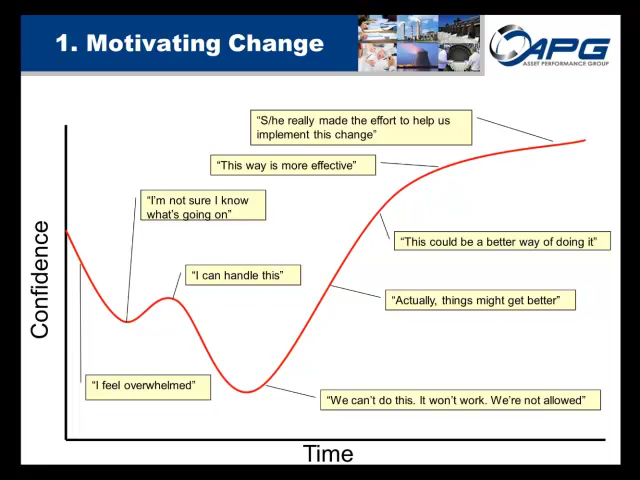 1. Motivating Change
APG
ASSET PERFORMANCE GROUP
“S/he really made the effort to help us
implement this change”
“This way is more effective”
“I’m not sure I know
what’s going on”
“This could be a better way of doing it”
“I can handle this”
“Actually, things might get better”
“I feel overwhelmed”
“We can’t do this. It won’t work. We’re not allowed”
Confidence
Time